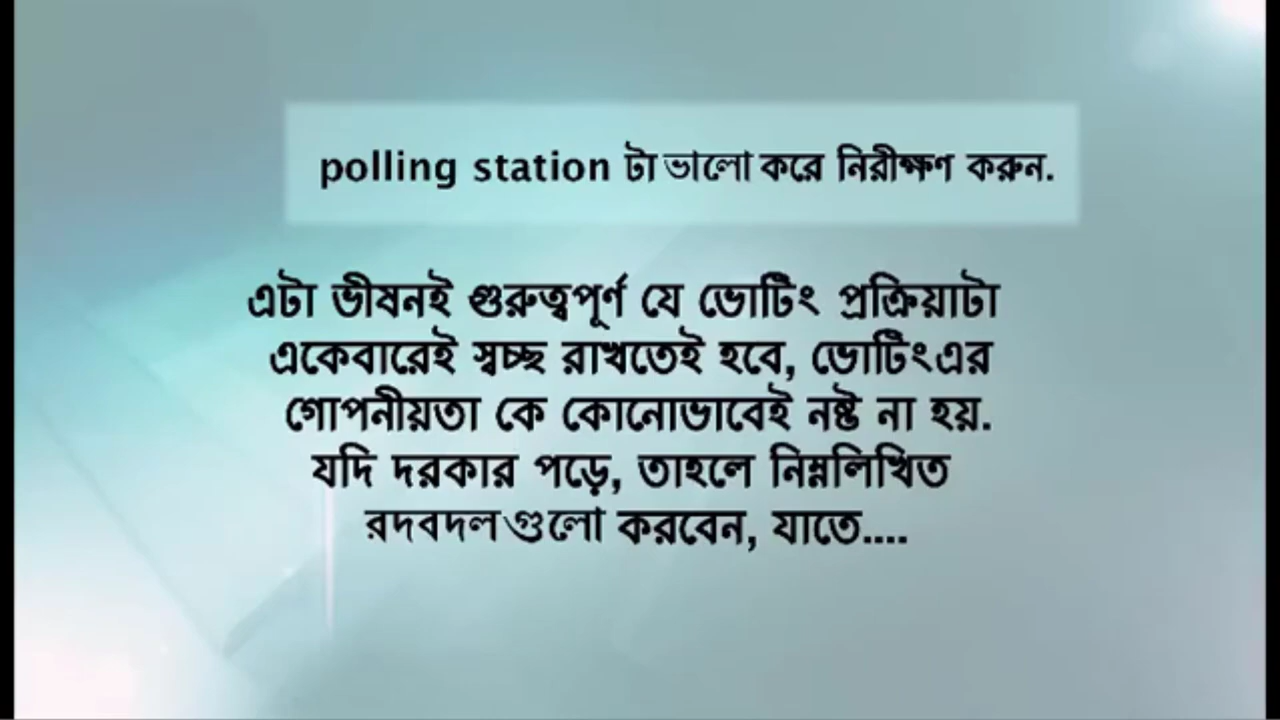 polling station টা ভালো করে নিরীক্ষণ করুন.
এটা ভীষনই গুরুত্বপূর্ণ যে ভোটিং প্রক্রিয়াটা
একেবারেই স্বচ্ছ রাখতেই হবে, ভোটিংএর
গোপনীয়তা কে কোনোভাবেই নষ্ট না হয়.
যদি দরকার পড়ে, তাহলে নিম্নলিখিত
রদবদলগুলো করবেন, যাতে....